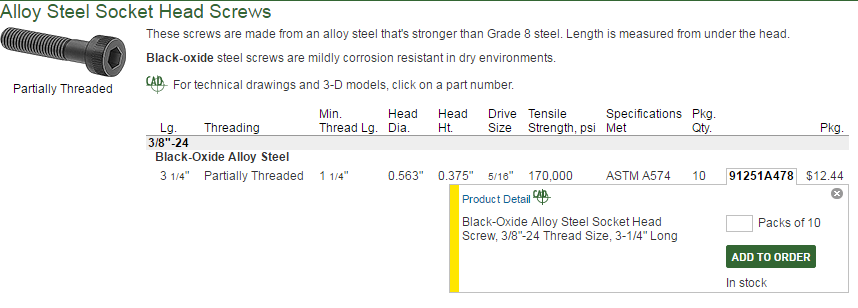 Alloy Steel Socket Head Screws
These screws are made from an alloy steel that's stronger than Grade 8 steel. Length is measured from under the head.
Black-oxide steel screws are mildly corrosion resistant in dry environments.
CAD For technical drawings and 3-D models, click on a part number.
Partially Threaded
Lg. Threading Min. Thread Lg. Head Dia. Head Ht. Drive Size Tensile Strength, psi Specifications Met Pkg. Qty. Pkg.
3/8"-24
Black-Oxide Alloy Steel
3 1/4" Partially Threaded 1 1/4" 0.563" 0.375" 5/16" 170,000 ASTM A574 10 91251A478 $12.44
Product Detail CAD
Black-Oxide Alloy Steel Socket Head
Screw, 3/8"-24 Thread Size, 3-1/4" Long
Packs of 10
ADD TO ORDER
In stock